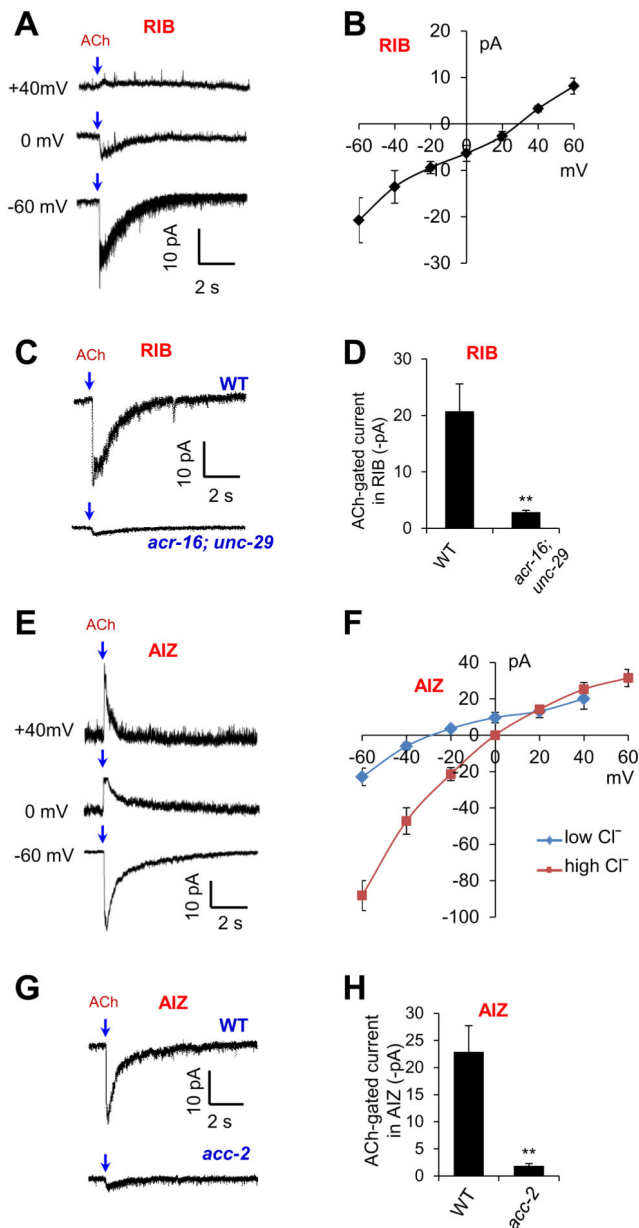 A
RIB
ACh
+40mV
0 mV
-60 mV
10 pA
2 s
B
RIB
pA
20
10
0
-60 -40 -20 0 20 40 60
mV
-10
-20
-30
C
RIB
ACh
WT
10 pA
2 s
acr-16; unc-29
D
RIB
ACh-gated current
in RIB (-pA)
30
20
10
0
**
WT
acr-16;
unc-29
E
ACh
AIZ
+40mV
0 mV
-60 mV
10 pA
2 s
F
AIZ
pA
40
20
0
-60 -40 -20 0 20 40 60
mV
-20
-40
-60
-80
-100
low Cl⁻
high Cl⁻
G
ACh
AIZ
WT
10 pA
2 s
acc-2
H
AIZ
ACh-gated current
in AIZ (-pA)
30
25
20
15
10
5
0
**
WT
acc-2